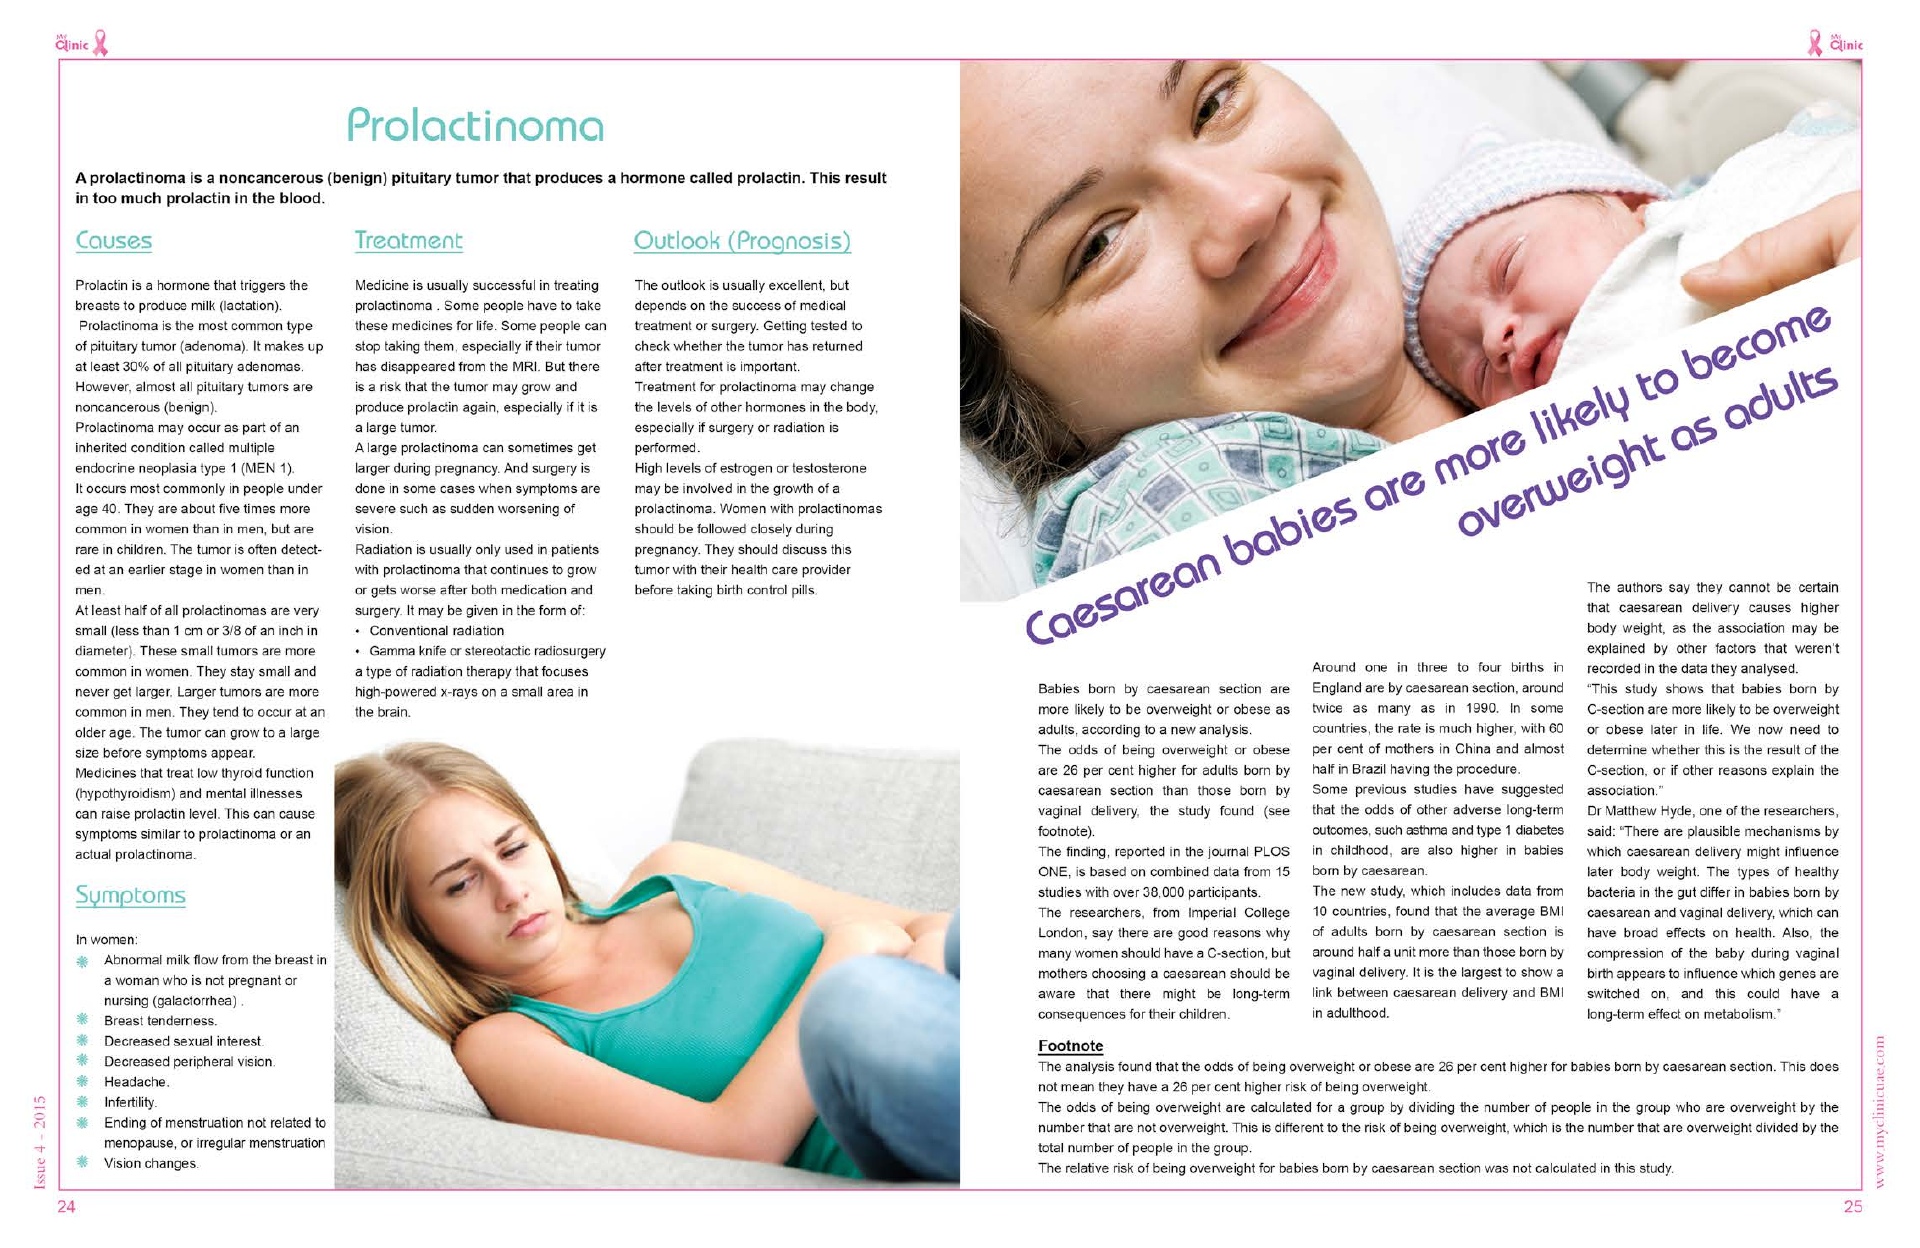 My
Clinic
My
Clinic
Prolactinoma
A prolactinoma is a noncancerous (benign) pituitary tumor that produces a hormone called prolactin. This result
in too much prolactin in the blood.
Causes
Prolactin is a hormone that triggers the
breasts to produce milk (lactation).
Prolactinoma is the most common type
of pituitary tumor (adenoma). It makes up
at least 30% of all pituitary adenomas.
However, almost all pituitary tumors are
noncancerous (benign).
Prolactinoma may occur as part of an
inherited condition called multiple
endocrine neoplasia type 1 (MEN 1).
It occurs most commonly in people under
age 40. They are about five times more
common in women than in men, but are
rare in children. The tumor is often detect-
ed at an earlier stage in women than in
men.
At least half of all prolactinomas are very
small (less than 1 cm or 3/8 of an inch in
diameter). These small tumors are more
common in women. They stay small and
never get larger. Larger tumors are more
common in men. They tend to occur at an
older age. The tumor can grow to a large
size before symptoms appear.
Medicines that treat low thyroid function
(hypothyroidism) and mental illnesses
can raise prolactin level. This can cause
symptoms similar to prolactinoma or an
actual prolactinoma.
Symptoms
In women:
Abnormal milk flow from the breast in
a woman who is not pregnant or
nursing (galactorrhea) .
Breast tenderness.
Decreased sexual interest.
Decreased peripheral vision.
Headache.
Infertility.
Ending of menstruation not related to
menopause, or irregular menstruation
Vision changes.
Treatment
Medicine is usually successful in treating
prolactinoma . Some people have to take
these medicines for life. Some people can
stop taking them, especially if their tumor
has disappeared from the MRI. But there
is a risk that the tumor may grow and
produce prolactin again, especially if it is
a large tumor.
A large prolactinoma can sometimes get
larger during pregnancy. And surgery is
done in some cases when symptoms are
severe such as sudden worsening of
vision.
Radiation is usually only used in patients
with prolactinoma that continues to grow
or gets worse after both medication and
surgery. It may be given in the form of:
• Conventional radiation
• Gamma knife or stereotactic radiosurgery
a type of radiation therapy that focuses
high-powered x-rays on a small area in
the brain.
Outlook (Prognosis)
The outlook is usually excellent, but
depends on the success of medical
treatment or surgery. Getting tested to
check whether the tumor has returned
after treatment is important.
Treatment for prolactinoma may change
the levels of other hormones in the body,
especially if surgery or radiation is
performed.
High levels of estrogen or testosterone
may be involved in the growth of a
prolactinoma. Women with prolactinomas
should be followed closely during
pregnancy. They should discuss this
tumor with their health care provider
before taking birth control pills.
Issue 4 - 2015
24
Caesarean babies are more likely to become
overweight as adults
Babies born by caesarean section are
more likely to be overweight or obese as
adults, according to a new analysis.
The odds of being overweight or obese
are 26 per cent higher for adults born by
caesarean section than those born by
vaginal delivery, the study found (see
footnote).
The finding, reported in the journal PLOS
ONE, is based on combined data from 15
studies with over 38,000 participants.
The researchers, from Imperial College
London, say there are good reasons why
many women should have a C-section, but
mothers choosing a caesarean should be
aware that there might be long-term
consequences for their children.
Around one in three to four births in
England are by caesarean section, around
twice as many as in 1990. In some
countries, the rate is much higher, with 60
per cent of mothers in China and almost
half in Brazil having the procedure.
Some previous studies have suggested
that the odds of other adverse long-term
outcomes, such asthma and type 1 diabetes
in childhood, are also higher in babies
born by caesarean.
The new study, which includes data from
10 countries, found that the average BMI
of adults born by caesarean section is
around half a unit more than those born by
vaginal delivery. It is the largest to show a
link between caesarean delivery and BMI
in adulthood.
The authors say they cannot be certain
that caesarean delivery causes higher
body weight, as the association may be
explained by other factors that weren't
recorded in the data they analysed.
“This study shows that babies born by
C-section are more likely to be overweight
or obese later in life. We now need to
determine whether this is the result of the
C-section, or if other reasons explain the
association.”
Dr Matthew Hyde, one of the researchers,
said: “There are plausible mechanisms by
which caesarean delivery might influence
later body weight. The types of healthy
bacteria in the gut differ in babies born by
caesarean and vaginal delivery, which can
have broad effects on health. Also, the
compression of the baby during vaginal
birth appears to influence which genes are
switched on, and this could have a
long-term effect on metabolism.”
Footnote
The analysis found that the odds of being overweight or obese are 26 per cent higher for babies born by caesarean section. This does
not mean they have a 26 per cent higher risk of being overweight.
The odds of being overweight are calculated for a group by dividing the number of people in the group who are overweight by the
number that are not overweight. This is different to the risk of being overweight, which is the number that are overweight divided by the
total number of people in the group.
The relative risk of being overweight for babies born by caesarean section was not calculated in this study.
www.myclinicuae.com
25